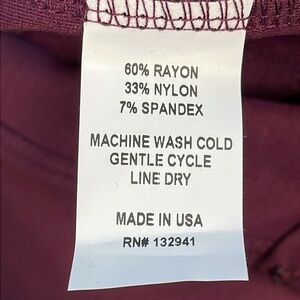 60% RAYON
33% NYLON
7% SPANDEX
MACHINE WASH COLD
GENTLE CYCLE
LINE DRY
MADE IN USA
RN# 132941